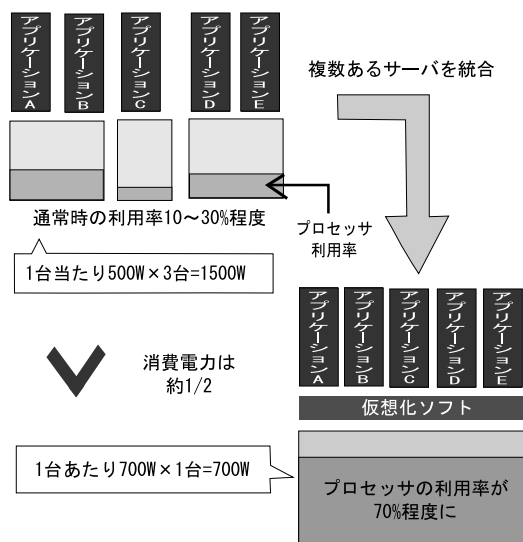 アプリケーションA
アプリケーションB
アプリケーションC
アプリケーションD
アプリケーションE
複数あるサーバを統合
通常時の利用率10～30%程度
プロセッサ
利用率
1台当たり500W×3台=1500W
アプリケーションA
アプリケーションB
アプリケーションC
アプリケーションD
アプリケーションE
消費電力は
約1/2
仮想化ソフト
1台あたり700W×1台=700W
プロセッサの利用率が
70%程度に